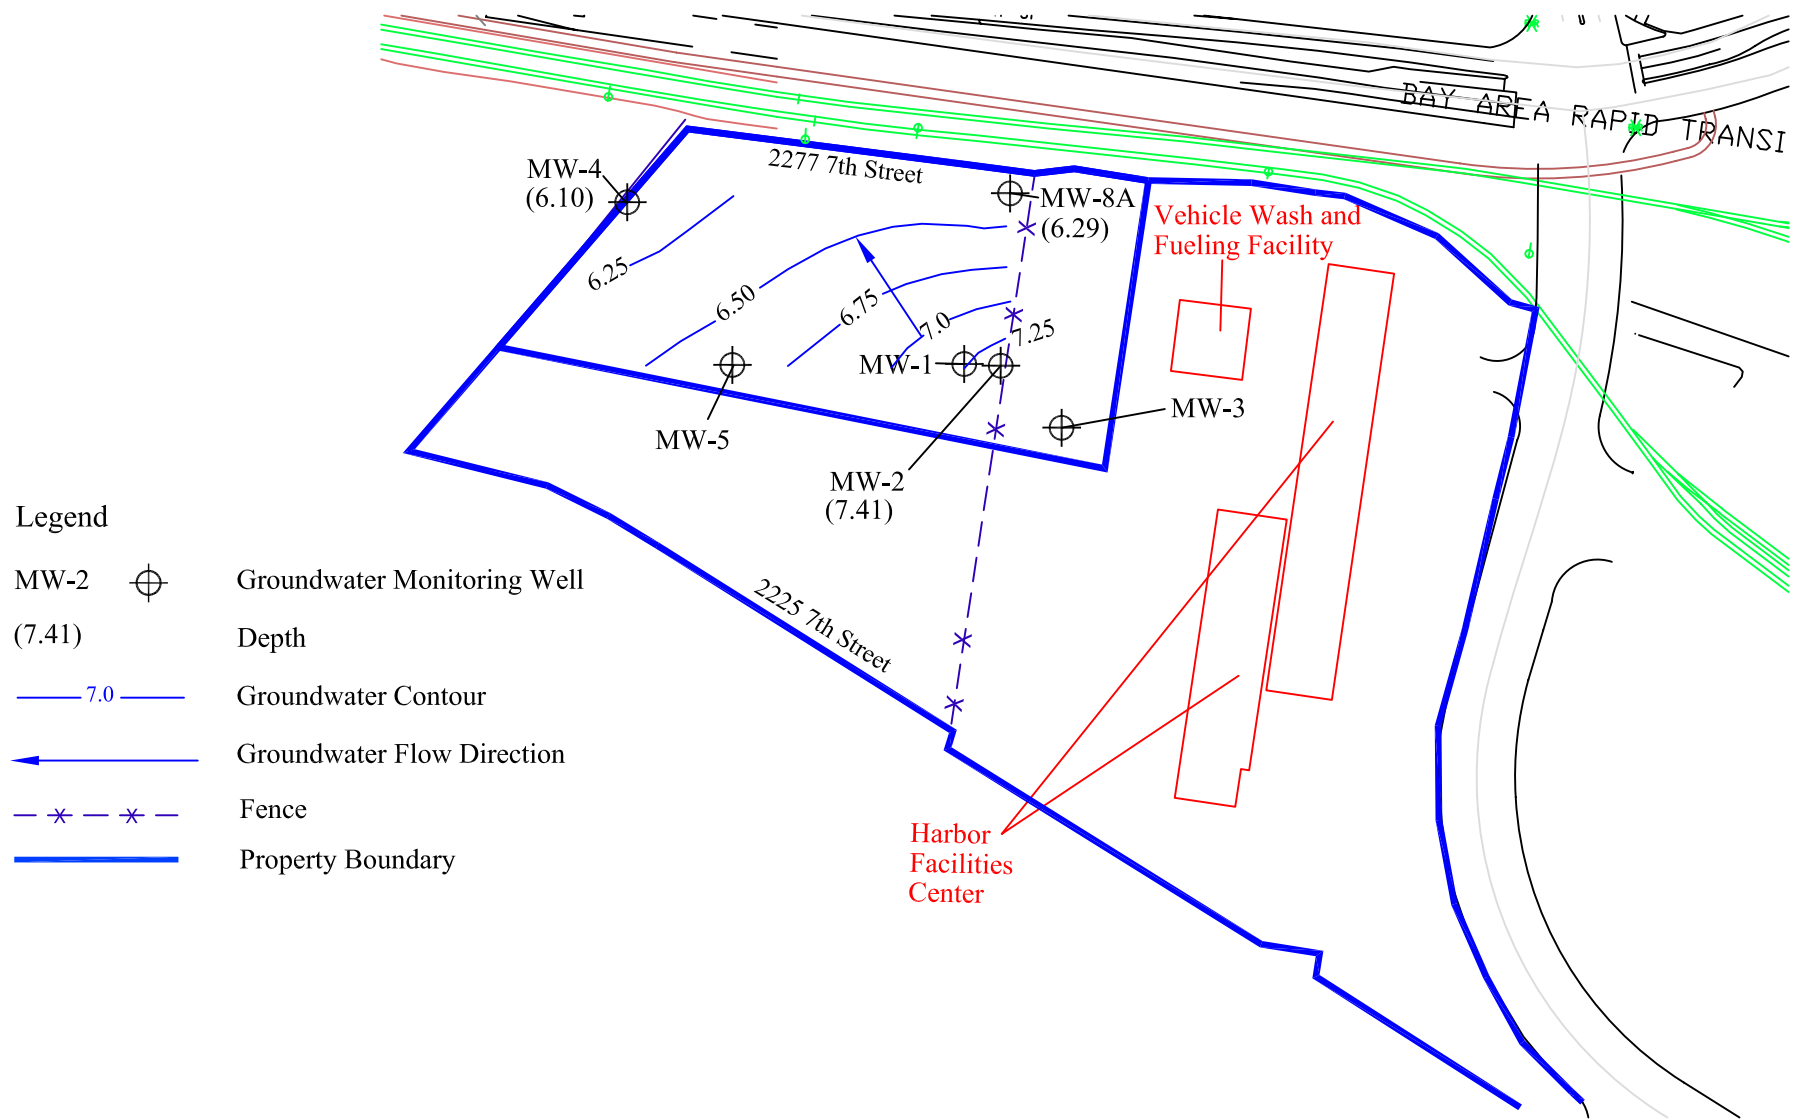 BAY AREA RAPID TRANSI
2277 7th Street
MW-4
(6.10)
MW-8A
(6.29)
Vehicle Wash and
Fueling Facility
6.25
6.50
6.75
7.0
7.25
MW-1
MW-3
MW-5
MW-2
(7.41)
2225 7th Street
Harbor
Facilities
Center
Legend
MW-2 Groundwater Monitoring Well
(7.41) Depth
7.0 Groundwater Contour
Groundwater Flow Direction
Fence
Property Boundary